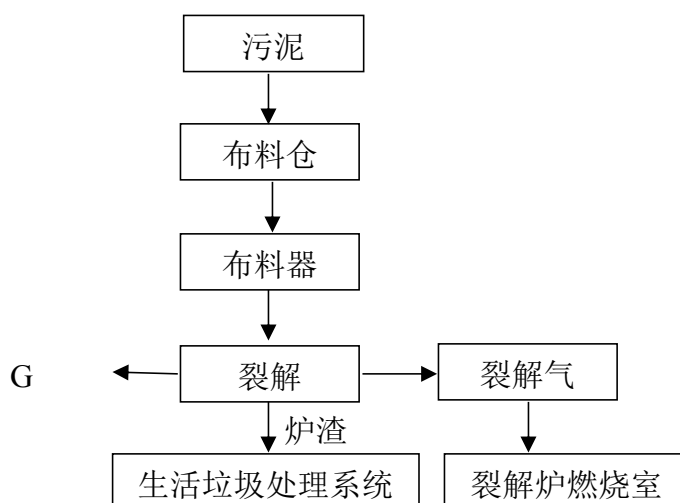 污泥
布料仓
布料器
G
裂解
裂解气
炉渣
生活垃圾处理系统
裂解炉燃烧室